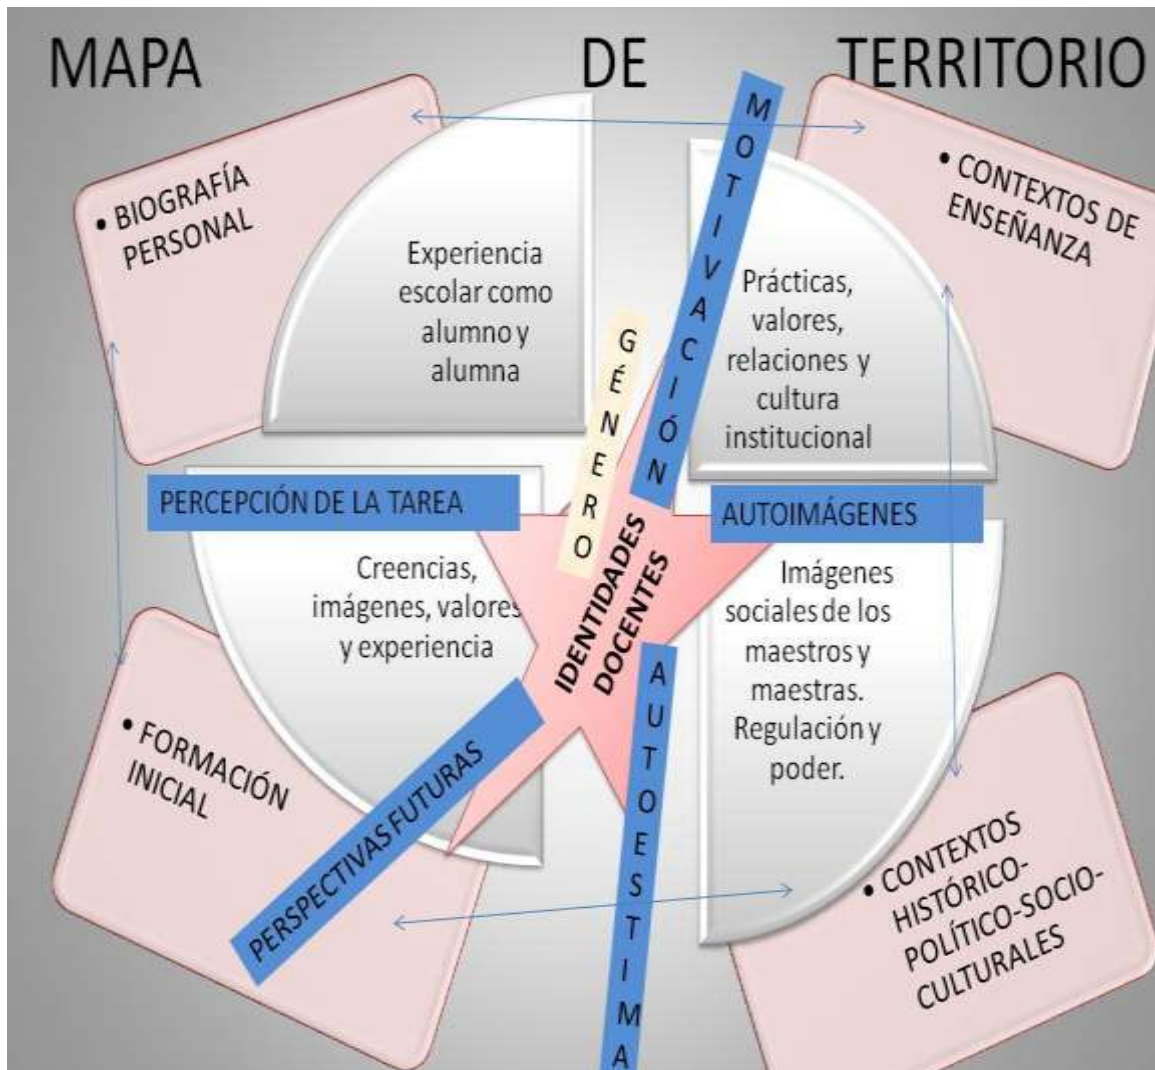 MAPA DE TERRITORIO
• BIOGRAFÍA
PERSONAL
Experiencia
escolar como
alumno y
alumna
GÉNERO
MOTIVACIÓN
Prácticas,
valores,
relaciones y
cultura
institucional
• CONTEXTOS DE
ENSEÑANZA
PERCEPCIÓN DE LA TAREA
AUTOIMÁGENES
IDENTIDADES
DOCENTES
Creencias,
imágenes, valores
y experiencia
Imágenes
sociales de los
maestros y
maestras.
Regulación y
poder.
• FORMACIÓN
INICIAL
PERSPECTIVAS FUTURAS
AUTOESTIMA
• CONTEXTOS
HISTÓRICO-
POLÍTICO-SOCIO-
CULTURALES